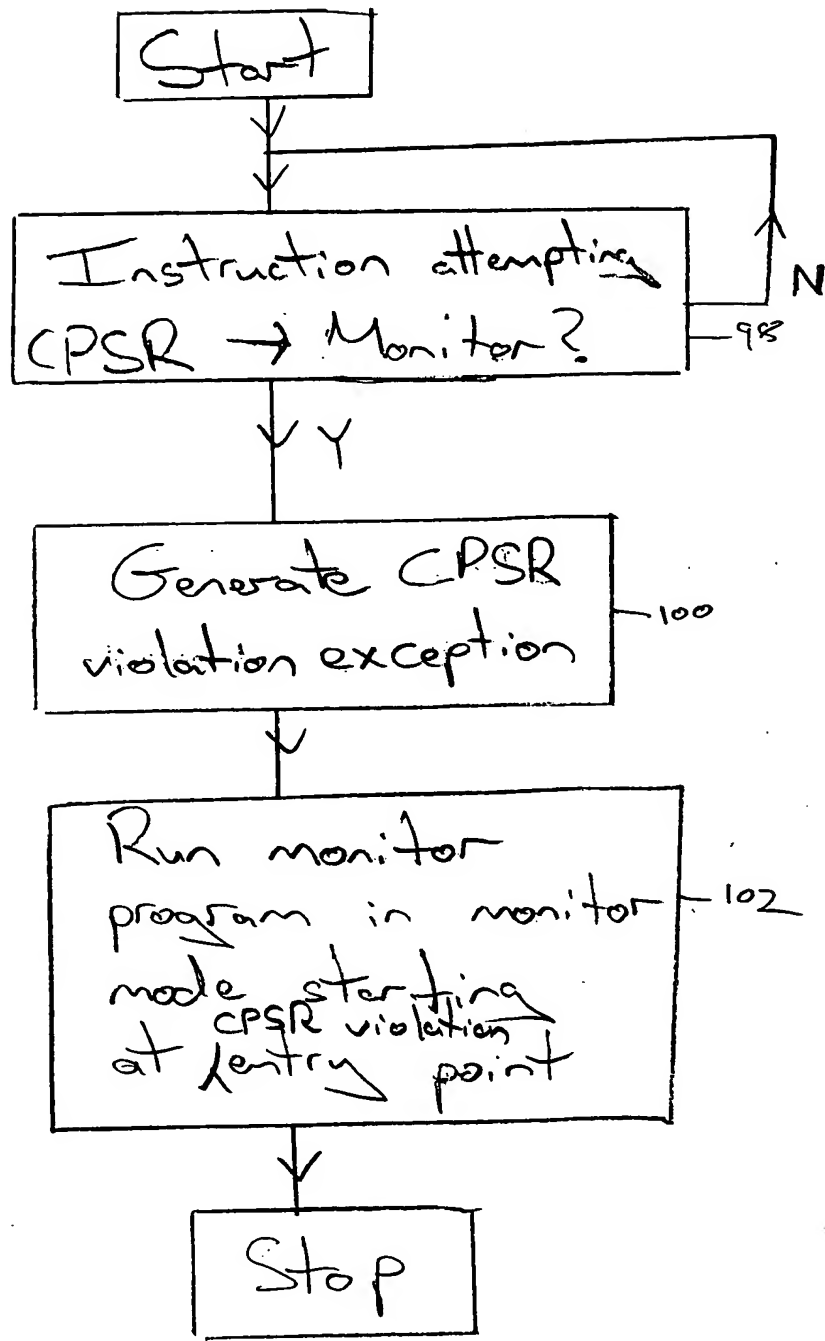 Start
Instruction attempting
N
CPSR → Monitor?
98
Y
Generate CPSR
violation exception
100
Run monitor
program in monitor
102
mode starting
CPSR violation
at entry point
Stop